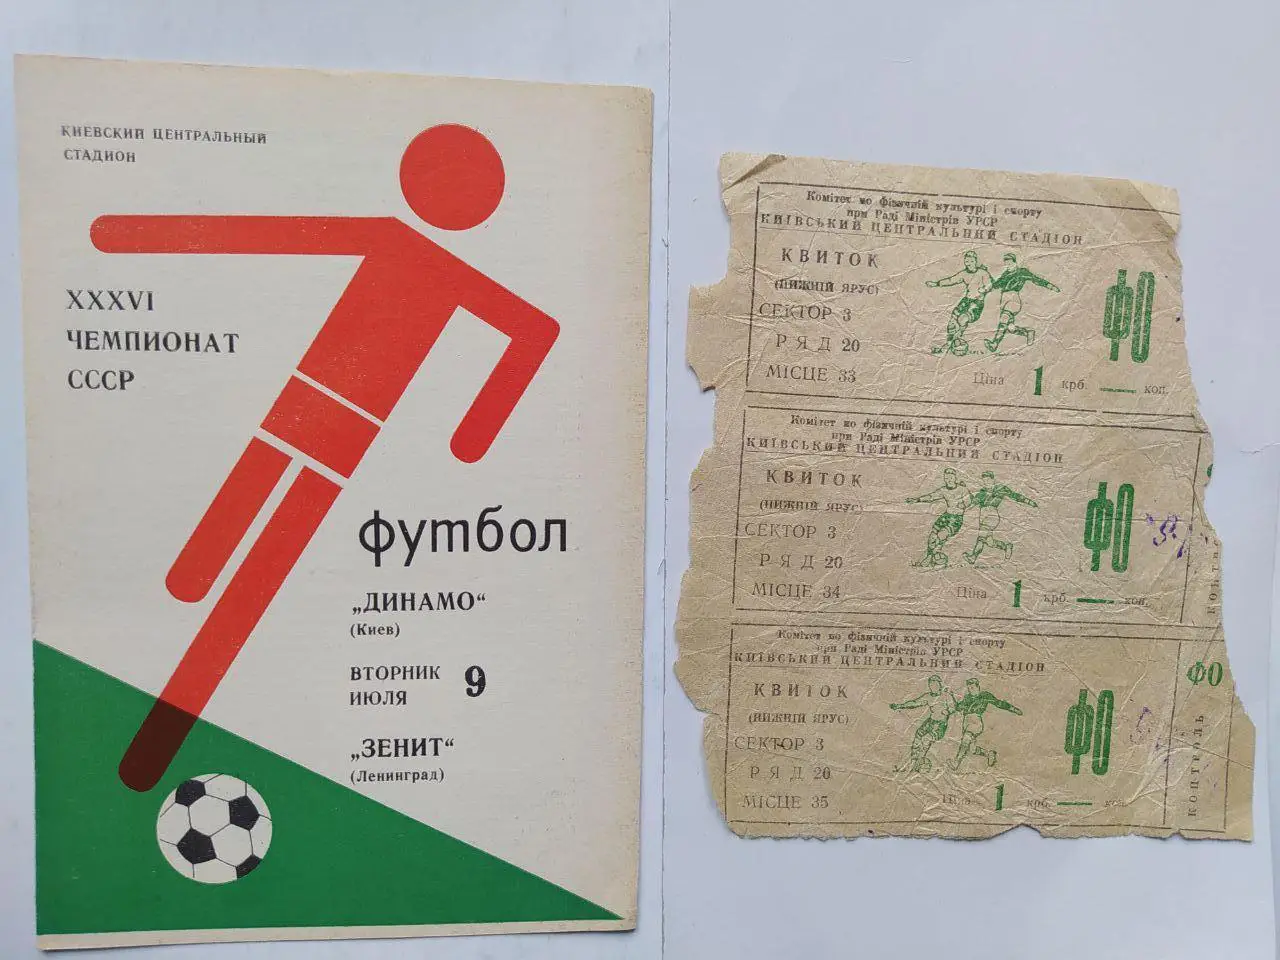 КИЕВСКИЙ ЦЕНТРАЛЬНЫЙ
СТАДИОН
XXXVI
ЧЕМПИОНАТ
СССР
футбол
„ДИНАМО“
(Киев)
ВТОРНИК 9
ИЮЛЯ
„ЗЕНИТ“
(Ленинград)
Комітет по фізичній культурі і спорту
при Раді Міністрів УРСР
КИЇВСЬКИЙ ЦЕНТРАЛЬНИЙ СТАДІОН
КВИТОК
(НИЖНІЙ ЯРУС)
СЕКТОР 3
РЯД 20
МІСЦЕ 33
Ціна 1 крб. — коп.
ФО
Комітет по фізичній культурі і спорту
при Раді Міністрів УРСР
КИЇВСЬКИЙ ЦЕНТРАЛЬНИЙ СТАДІОН
КВИТОК
(НИЖНІЙ ЯРУС)
СЕКТОР 3
РЯД 20
МІСЦЕ 34
Ціна 1 крб. — коп.
ФО
Комітет по фізичній культурі і спорту
при Раді Міністрів УРСР
КИЇВСЬКИЙ ЦЕНТРАЛЬНИЙ СТАДІОН
КВИТОК
(НИЖНІЙ ЯРУС)
СЕКТОР 3
РЯД 20
МІСЦЕ 35
Ціна 1 крб. — коп.
ФО
ФО
КОНТРОЛЬ